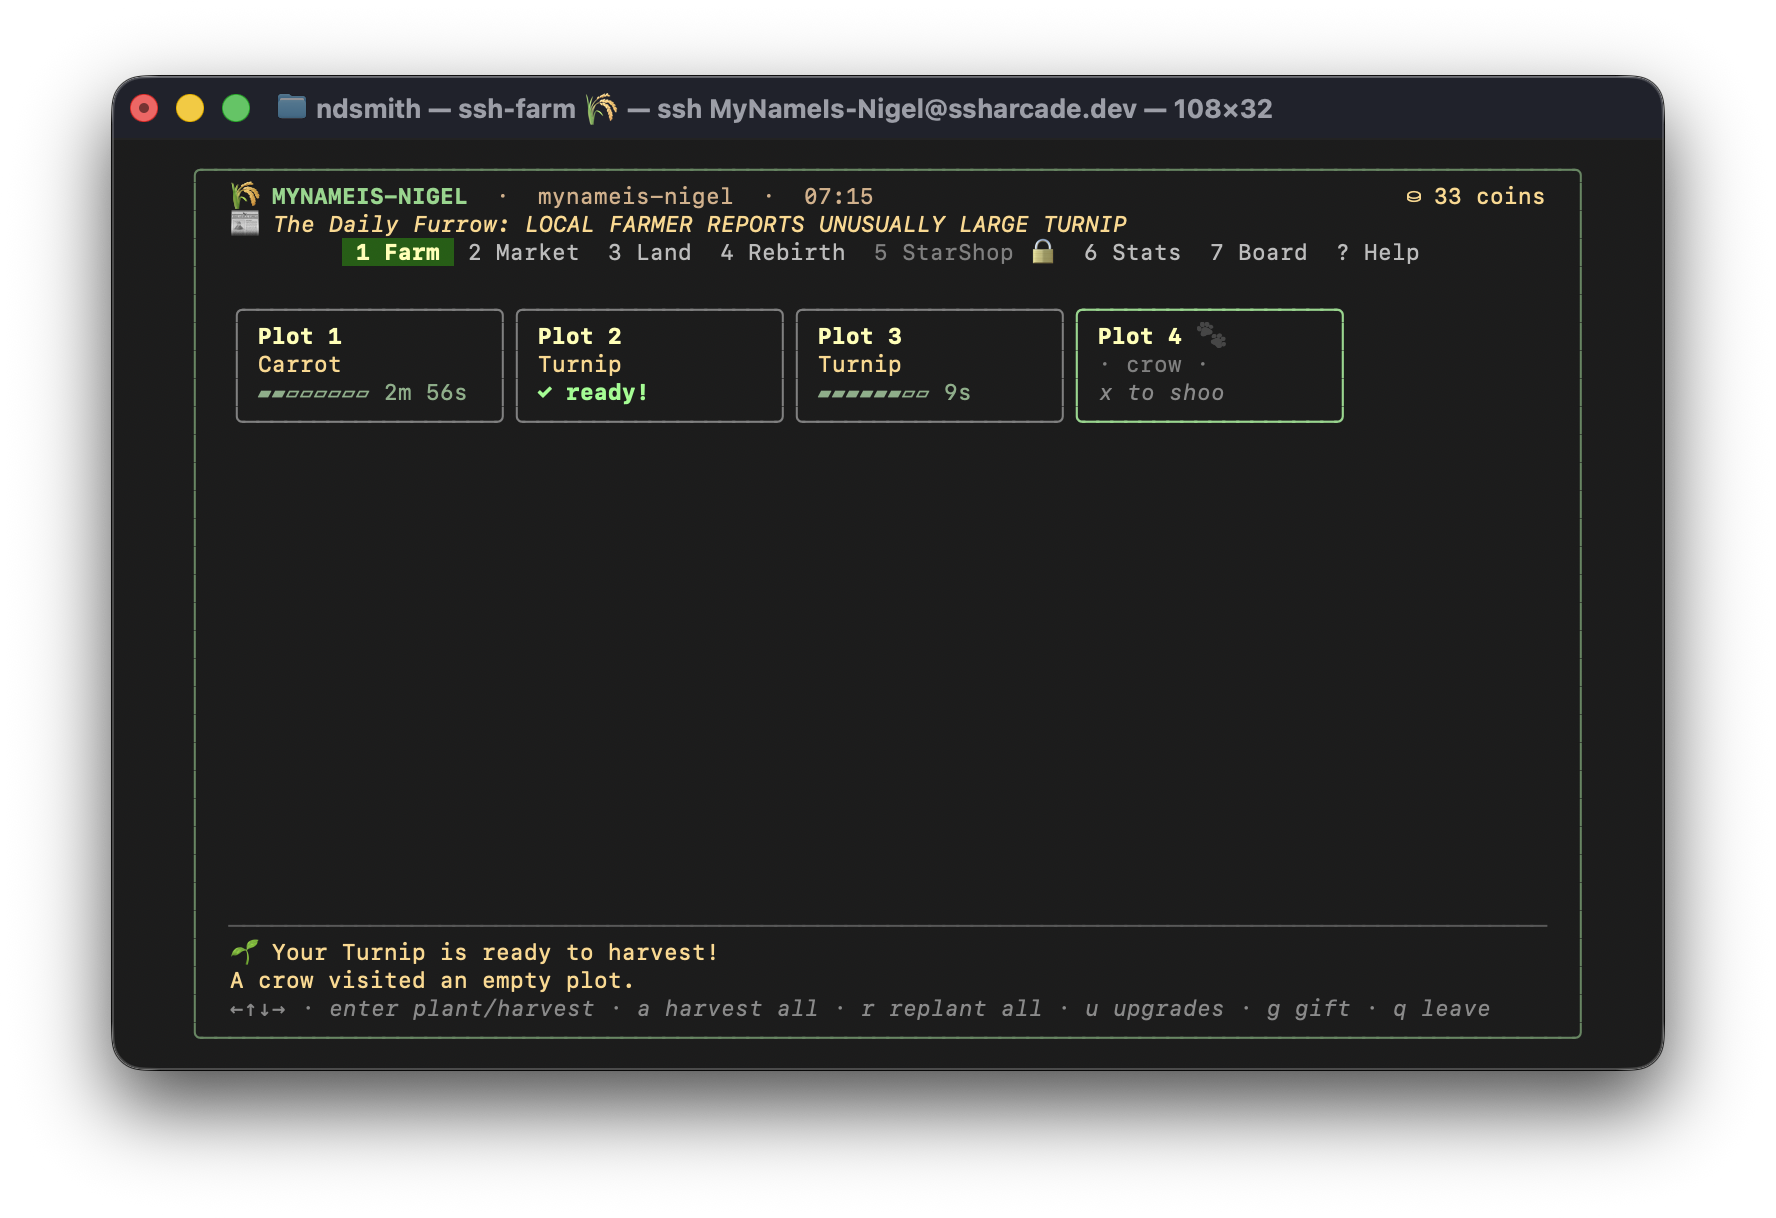 ndsmith — ssh-farm 🌾 — ssh MyNameIs-Nigel@ssharcade.dev — 108×32
🌾 MYNAMEIS-NIGEL · mynameis-nigel · 07:15 ⛀ 33 coins
📰 The Daily Furrow: LOCAL FARMER REPORTS UNUSUALLY LARGE TURNIP
1 Farm 2 Market 3 Land 4 Rebirth 5 StarShop 🔒 6 Stats 7 Board ? Help
Plot 1
Carrot
▰▰▱▱▱▱▱▱ 2m 56s
Plot 2
Turnip
✓ ready!
Plot 3
Turnip
▰▰▰▰▰▰▱▱ 9s
Plot 4 🐾
· crow ·
x to shoo
🌱 Your Turnip is ready to harvest!
A crow visited an empty plot.
←↑↓→ · enter plant/harvest · a harvest all · r replant all · u upgrades · g gift · q leave